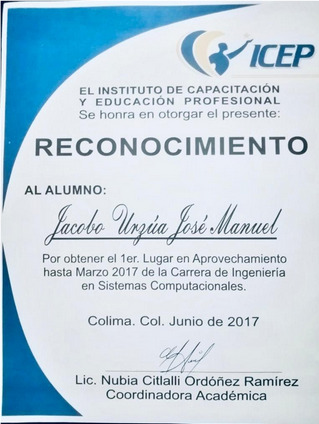 ICEP
EL INSTITUTO DE CAPACITACIÓN
Y EDUCACIÓN PROFESIONAL
Se honra en otorgar el presente:
RECONOCIMIENTO
AL ALUMNO:
Jacobo Urzúa José Manuel
Por obtener el 1er. Lugar en Aprovechamiento
hasta Marzo 2017 de la Carrera de Ingeniería
en Sistemas Computacionales.
Colima. Col. Junio de 2017
Lic. Nubia Citlalli Ordóñez Ramírez
Coordinadora Académica